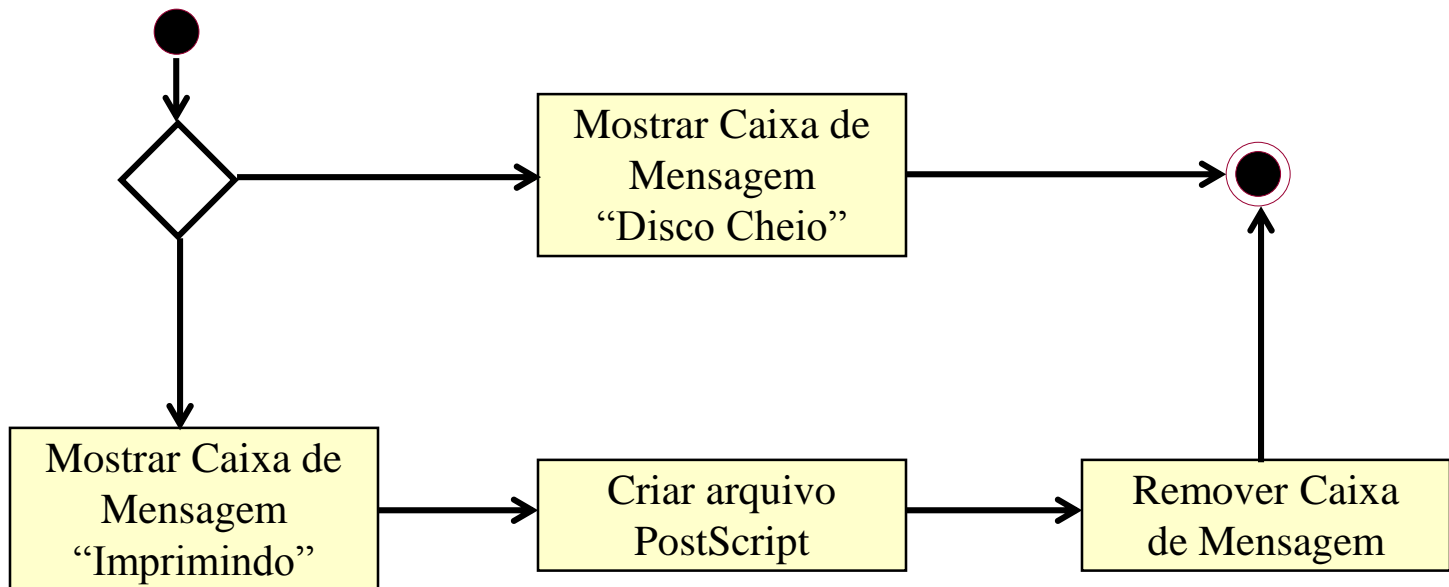 Mostrar Caixa de
Mensagem
“Disco Cheio”
Mostrar Caixa de
Mensagem
“Imprimindo”
Criar arquivo
PostScript
Remover Caixa
de Mensagem